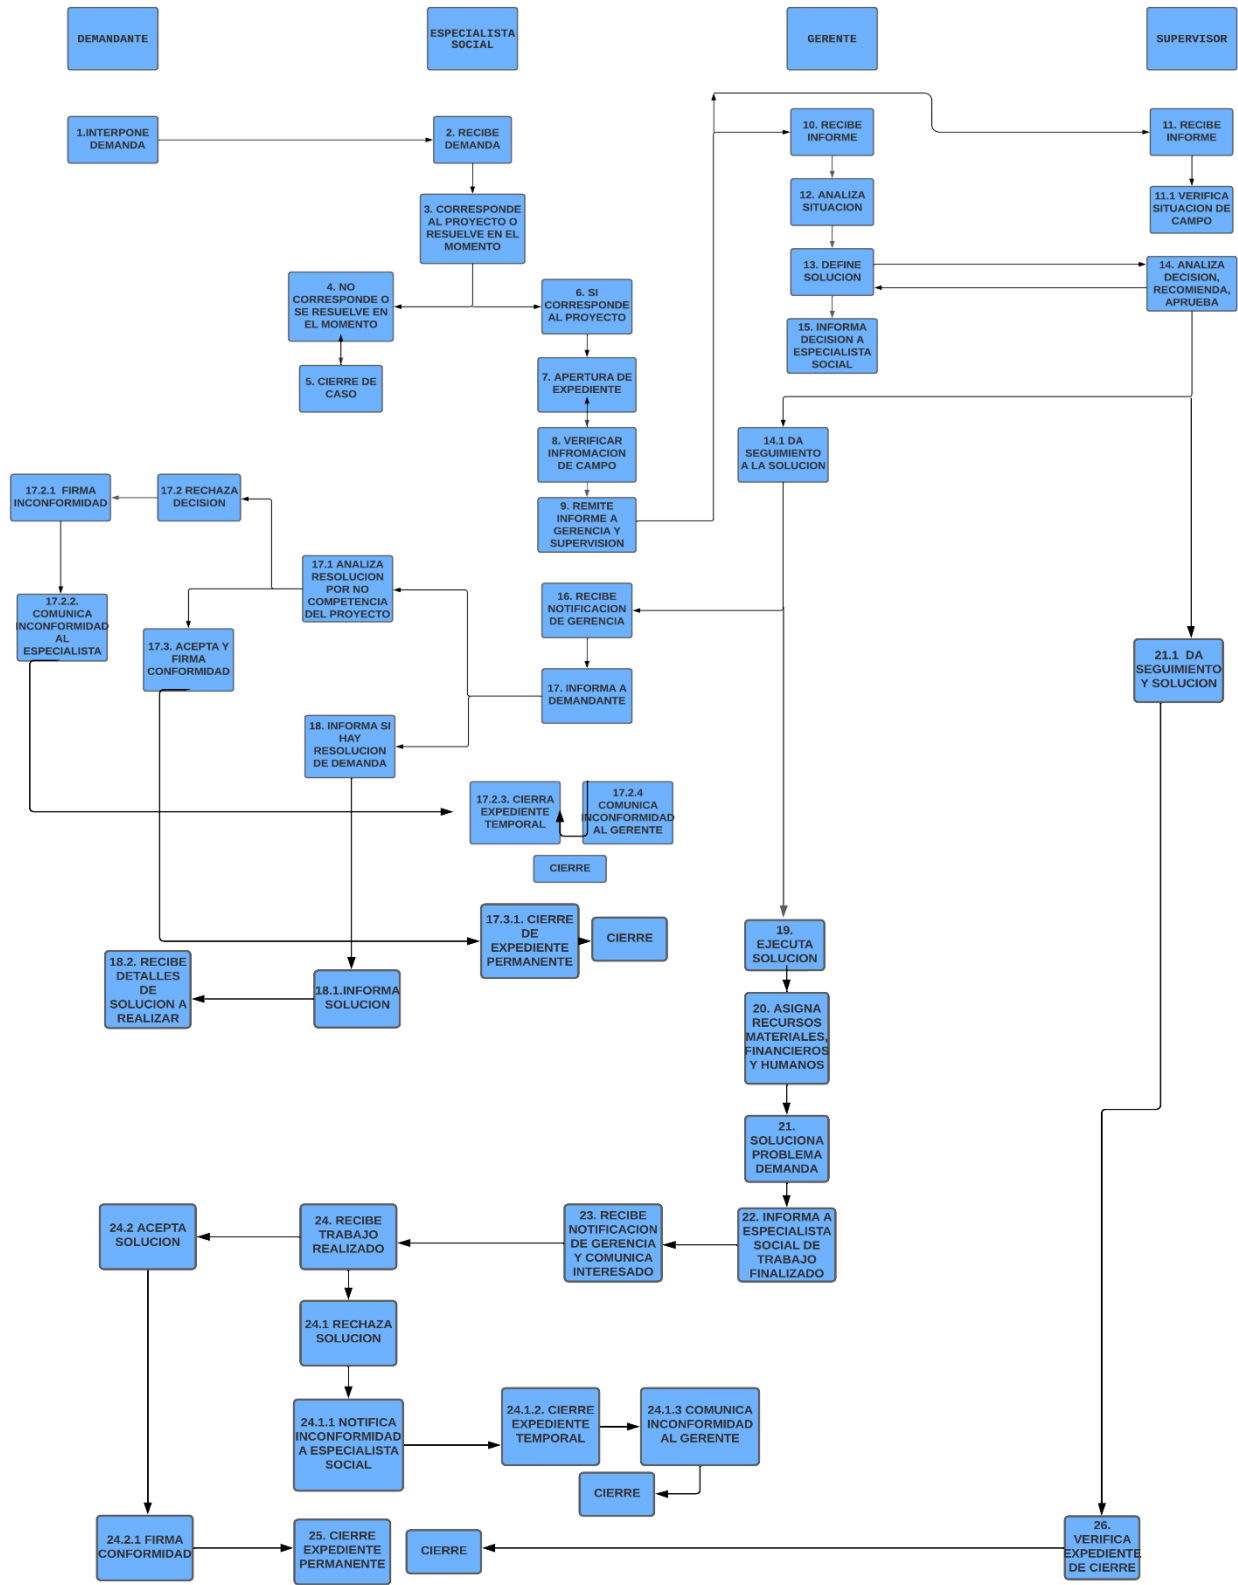 DEMANDANTE
ESPECIALISTA
SOCIAL
GERENTE
SUPERVISOR
1.INTERPONE
DEMANDA
2. RECIBE
DEMANDA
10. RECIBE
INFORME
11. RECIBE
INFORME
3. CORRESPONDE
AL PROYECTO O
RESUELVE EN EL
MOMENTO
12. ANALIZA
SITUACION
11.1 VERIFICA
SITUACION DE
CAMPO
4. NO
CORRESPONDE O
SE RESUELVE EN
EL MOMENTO
6. SI
CORRESPONDE
AL PROYECTO
13. DEFINE
SOLUCION
14. ANALIZA
DECISION,
RECOMIENDA,
APRUEBA
15. INFORMA
DECISION A
ESPECIALISTA
SOCIAL
5. CIERRE DE
CASO
7. APERTURA DE
EXPEDIENTE
8. VERIFICAR
INFROMACION
DE CAMPO
14.1 DA
SEGUIMIENTO
A LA SOLUCION
17.2.1 FIRMA
INCONFORMIDAD
17.2 RECHAZA
DECISION
9. REMITE
INFORME A
GERENCIA Y
SUPERVISION
17.1 ANALIZA
RESOLUCION
POR NO
COMPETENCIA
DEL PROYECTO
16. RECIBE
NOTIFICACION
DE GERENCIA
17.2.2.
COMUNICA
INCONFORMIDAD
AL
ESPECIALISTA
17.3. ACEPTA Y
FIRMA
CONFORMIDAD
21.1 DA
SEGUIMIENTO
Y SOLUCION
17. INFORMA A
DEMANDANTE
18. INFORMA SI
HAY
RESOLUCION
DE DEMANDA
17.2.3. CIERRA
EXPEDIENTE
TEMPORAL
17.2.4
COMUNICA
INCONFORMIDAD
AL GERENTE
CIERRE
17.3.1. CIERRE
DE
EXPEDIENTE
PERMANENTE
CIERRE
19.
EJECUTA
SOLUCION
18.2. RECIBE
DETALLES
DE
SOLUCION A
REALIZAR
18.1.INFORMA
SOLUCION
20. ASIGNA
RECURSOS
MATERIALES,
FINANCIEROS
Y HUMANOS
21.
SOLUCIONA
PROBLEMA
DEMANDA
24.2 ACEPTA
SOLUCION
24. RECIBE
TRABAJO
REALIZADO
23. RECIBE
NOTIFICACION
DE GERENCIA
Y COMUNICA
INTERESADO
22. INFORMA A
ESPECIALISTA
SOCIAL DE
TRABAJO
FINALIZADO
24.1 RECHAZA
SOLUCION
24.1.1 NOTIFICA
INCONFORMIDAD
A ESPECIALISTA
SOCIAL
24.1.2. CIERRE
EXPEDIENTE
TEMPORAL
24.1.3 COMUNICA
INCONFORMIDAD
AL GERENTE
CIERRE
24.2.1 FIRMA
CONFORMIDAD
25. CIERRE
EXPEDIENTE
PERMANENTE
CIERRE
26.
VERIFICA
EXPEDIENTE
DE CIERRE